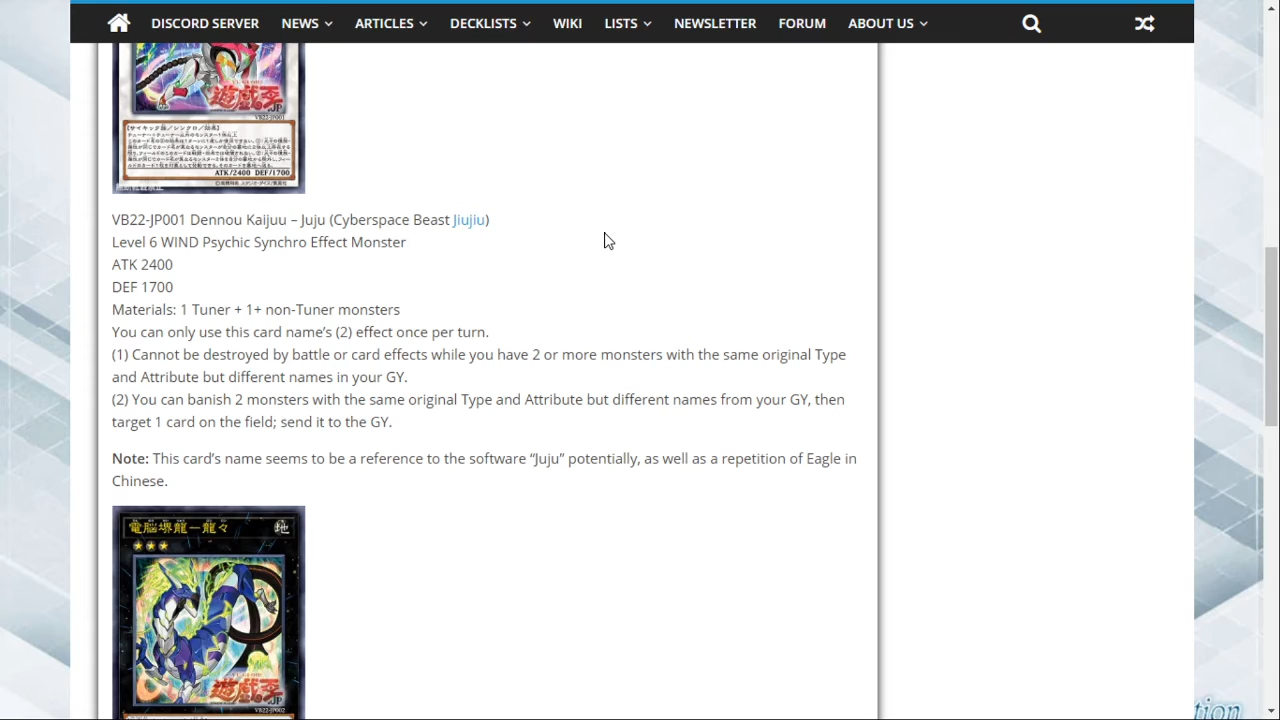 DISCORD SERVER NEWS ARTICLES DECKLISTS WIKI LISTS NEWSLETTER FORUM ABOUT US
遊戯王
ATK/2400 DEF/1700
VB22-JP001 Dennou Kaijuu – Juju (Cyberspace Beast Jiujiu)
Level 6 WIND Psychic Synchro Effect Monster
ATK 2400
DEF 1700
Materials: 1 Tuner + 1+ non-Tuner monsters
You can only use this card name’s (2) effect once per turn.
(1) Cannot be destroyed by battle or card effects while you have 2 or more monsters with the same original Type
and Attribute but different names in your GY.
(2) You can banish 2 monsters with the same original Type and Attribute but different names from your GY, then
target 1 card on the field; send it to the GY.
Note: This card’s name seems to be a reference to the software “Juju” potentially, as well as a repetition of Eagle in
Chinese.
電脳堺龍－龍々 地
VB22-JP002
tion